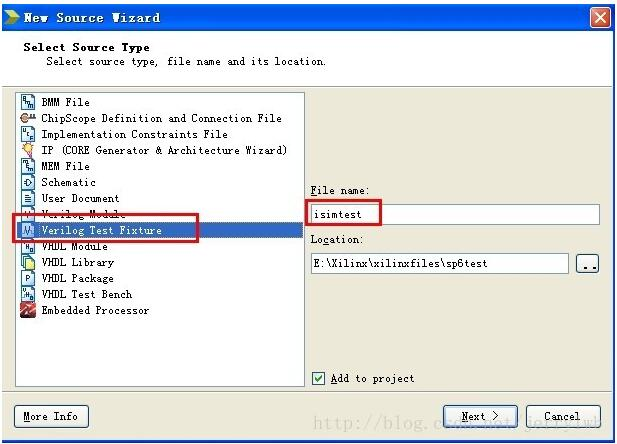 New Source Wizard
Select Source Type
Select source type, file name and its location.
BMM File
ChipScope Definition and Connection File
Implementation Constraints File
IP (CORE Generator & Architecture Wizard)
MEM File
Schematic
User Document
Verilog Module
Verilog Test Fixture
VHDL Module
VHDL Library
VHDL Package
VHDL Test Bench
Embedded Processor
File name:
isimtest
Location:
E:\Xilinx\xilinxfiles\sp6test
..
Add to project
More Info
Next >
Cancel